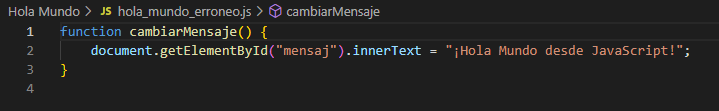 Hola Mundo > JS hola_mundo_erroneo.js > cambiarMensaje
1 function cambiarMensaje() {
2     document.getElementById("mensaj").innerText = "¡Hola Mundo desde JavaScript!";
3 }
4